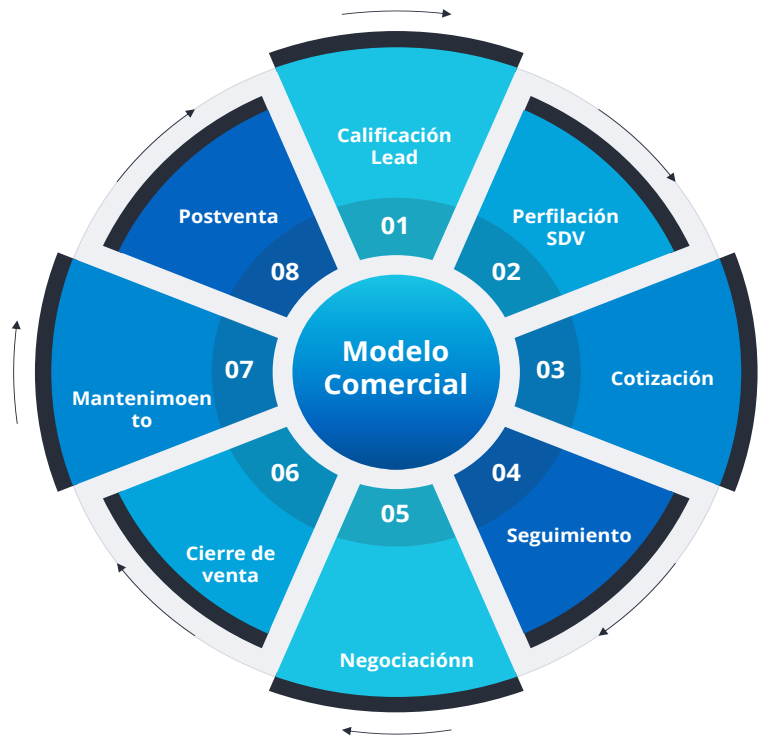 Calificación
Lead
01
Perfilación
SDV
02
Cotización
03
Seguimiento
04
Negociaciónn
05
Cierre de
venta
06
Mantenimoen
to
07
Postventa
08
Modelo
Comercial